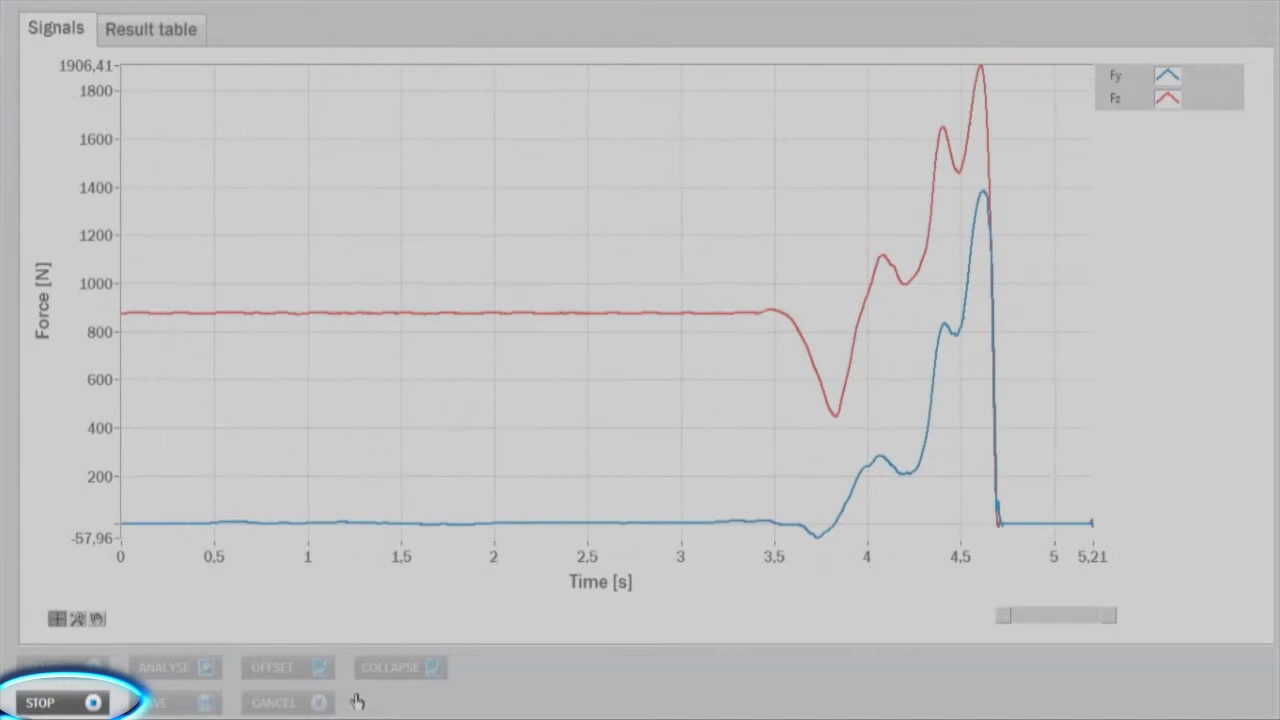 Signals Result table
1906,41
1800
1600
1400
1200
1000
800
600
400
200
-57,96
Force [N]
0 0,5 1 1,5 2 2,5 3 3,5 4 4,5 5 5,21
Time [s]
Fy
Fz
ANALYSE OFFSET COLLAPSE
STOP CANCEL